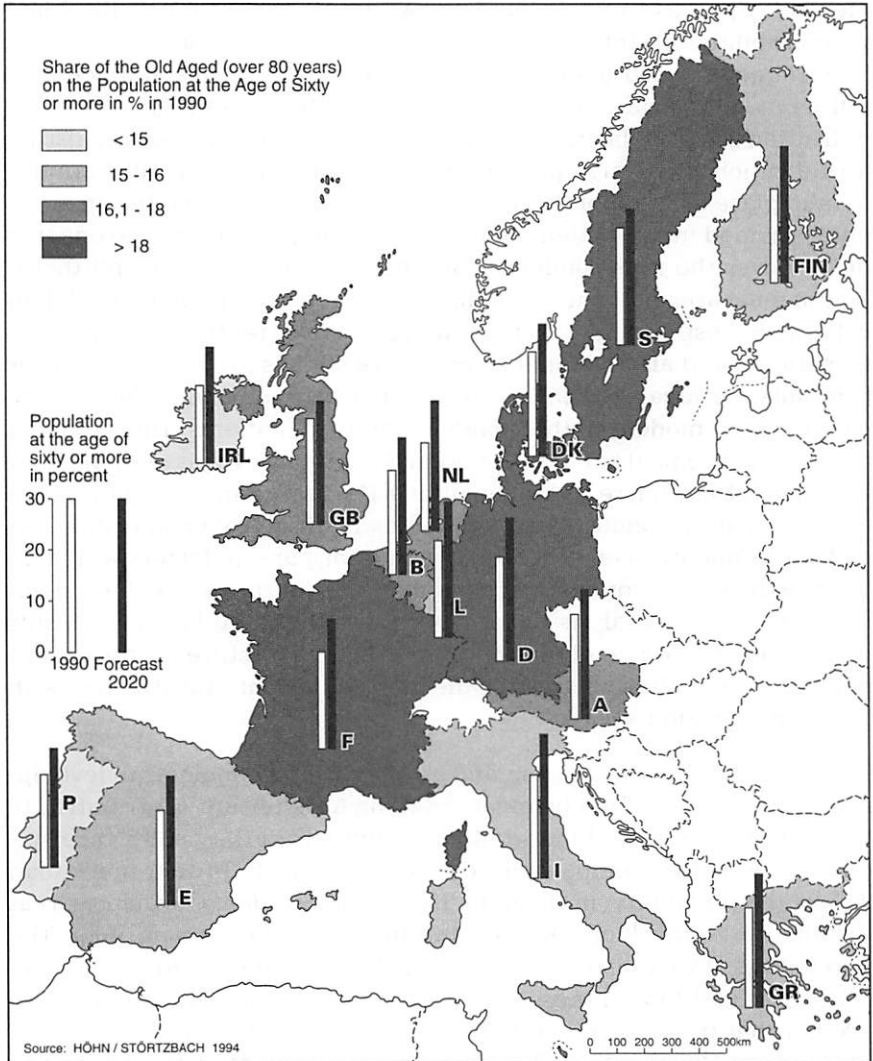 Share of the Old Aged (over 80 years)
on the Population at the Age of Sixty
or more in % in 1990
< 15
15 - 16
16,1 - 18
> 18
FIN
S
Population
at the age of
sixty or more
in percent
IRL
DK
NL
GB
30
20
10
0
1990 Forecast
2020
B
L
D
A
F
P
E
I
GR
Source: HÖHN / STÖRTZBACH 1994
0 100 200 300 400 500km